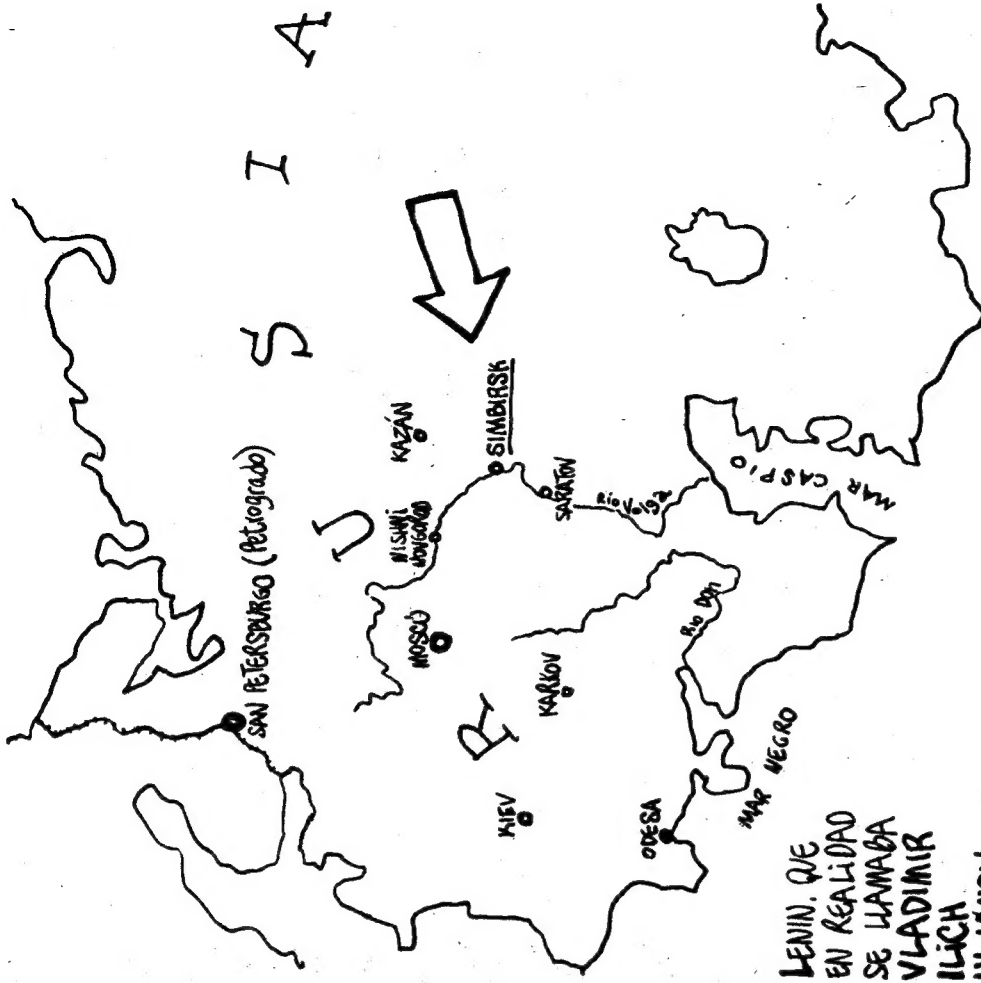 R U S I A
SAN PETERSBURGO (Petrogrado)
KAZÁN
NISHNI
NOVGOROD
MOSCÚ
SIMBIRSK
SARATOV
Río Volga
KIEV
KARKOV
Río Don
ODESA
MAR NEGRO
MAR CASPIO
LENIN, QUE
EN REALIDAD
SE LLAMABA
VLADIMIR
ILICH